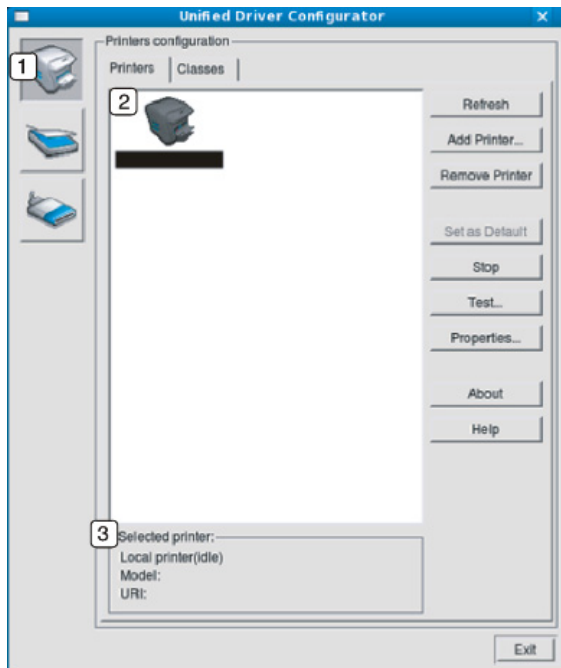 Unified Driver Configurator
Printers configuration
1
Printers Classes
2
Refresh
Add Printer...
Remove Printer
Set as Default
Stop
Test...
Properties...
About
Help
3
Selected printer:
Local printer(idle)
Model:
URI:
Exit